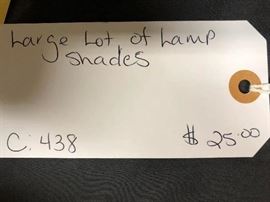 Large Lot of Lamp
Shades
C: 438 $ 25.00